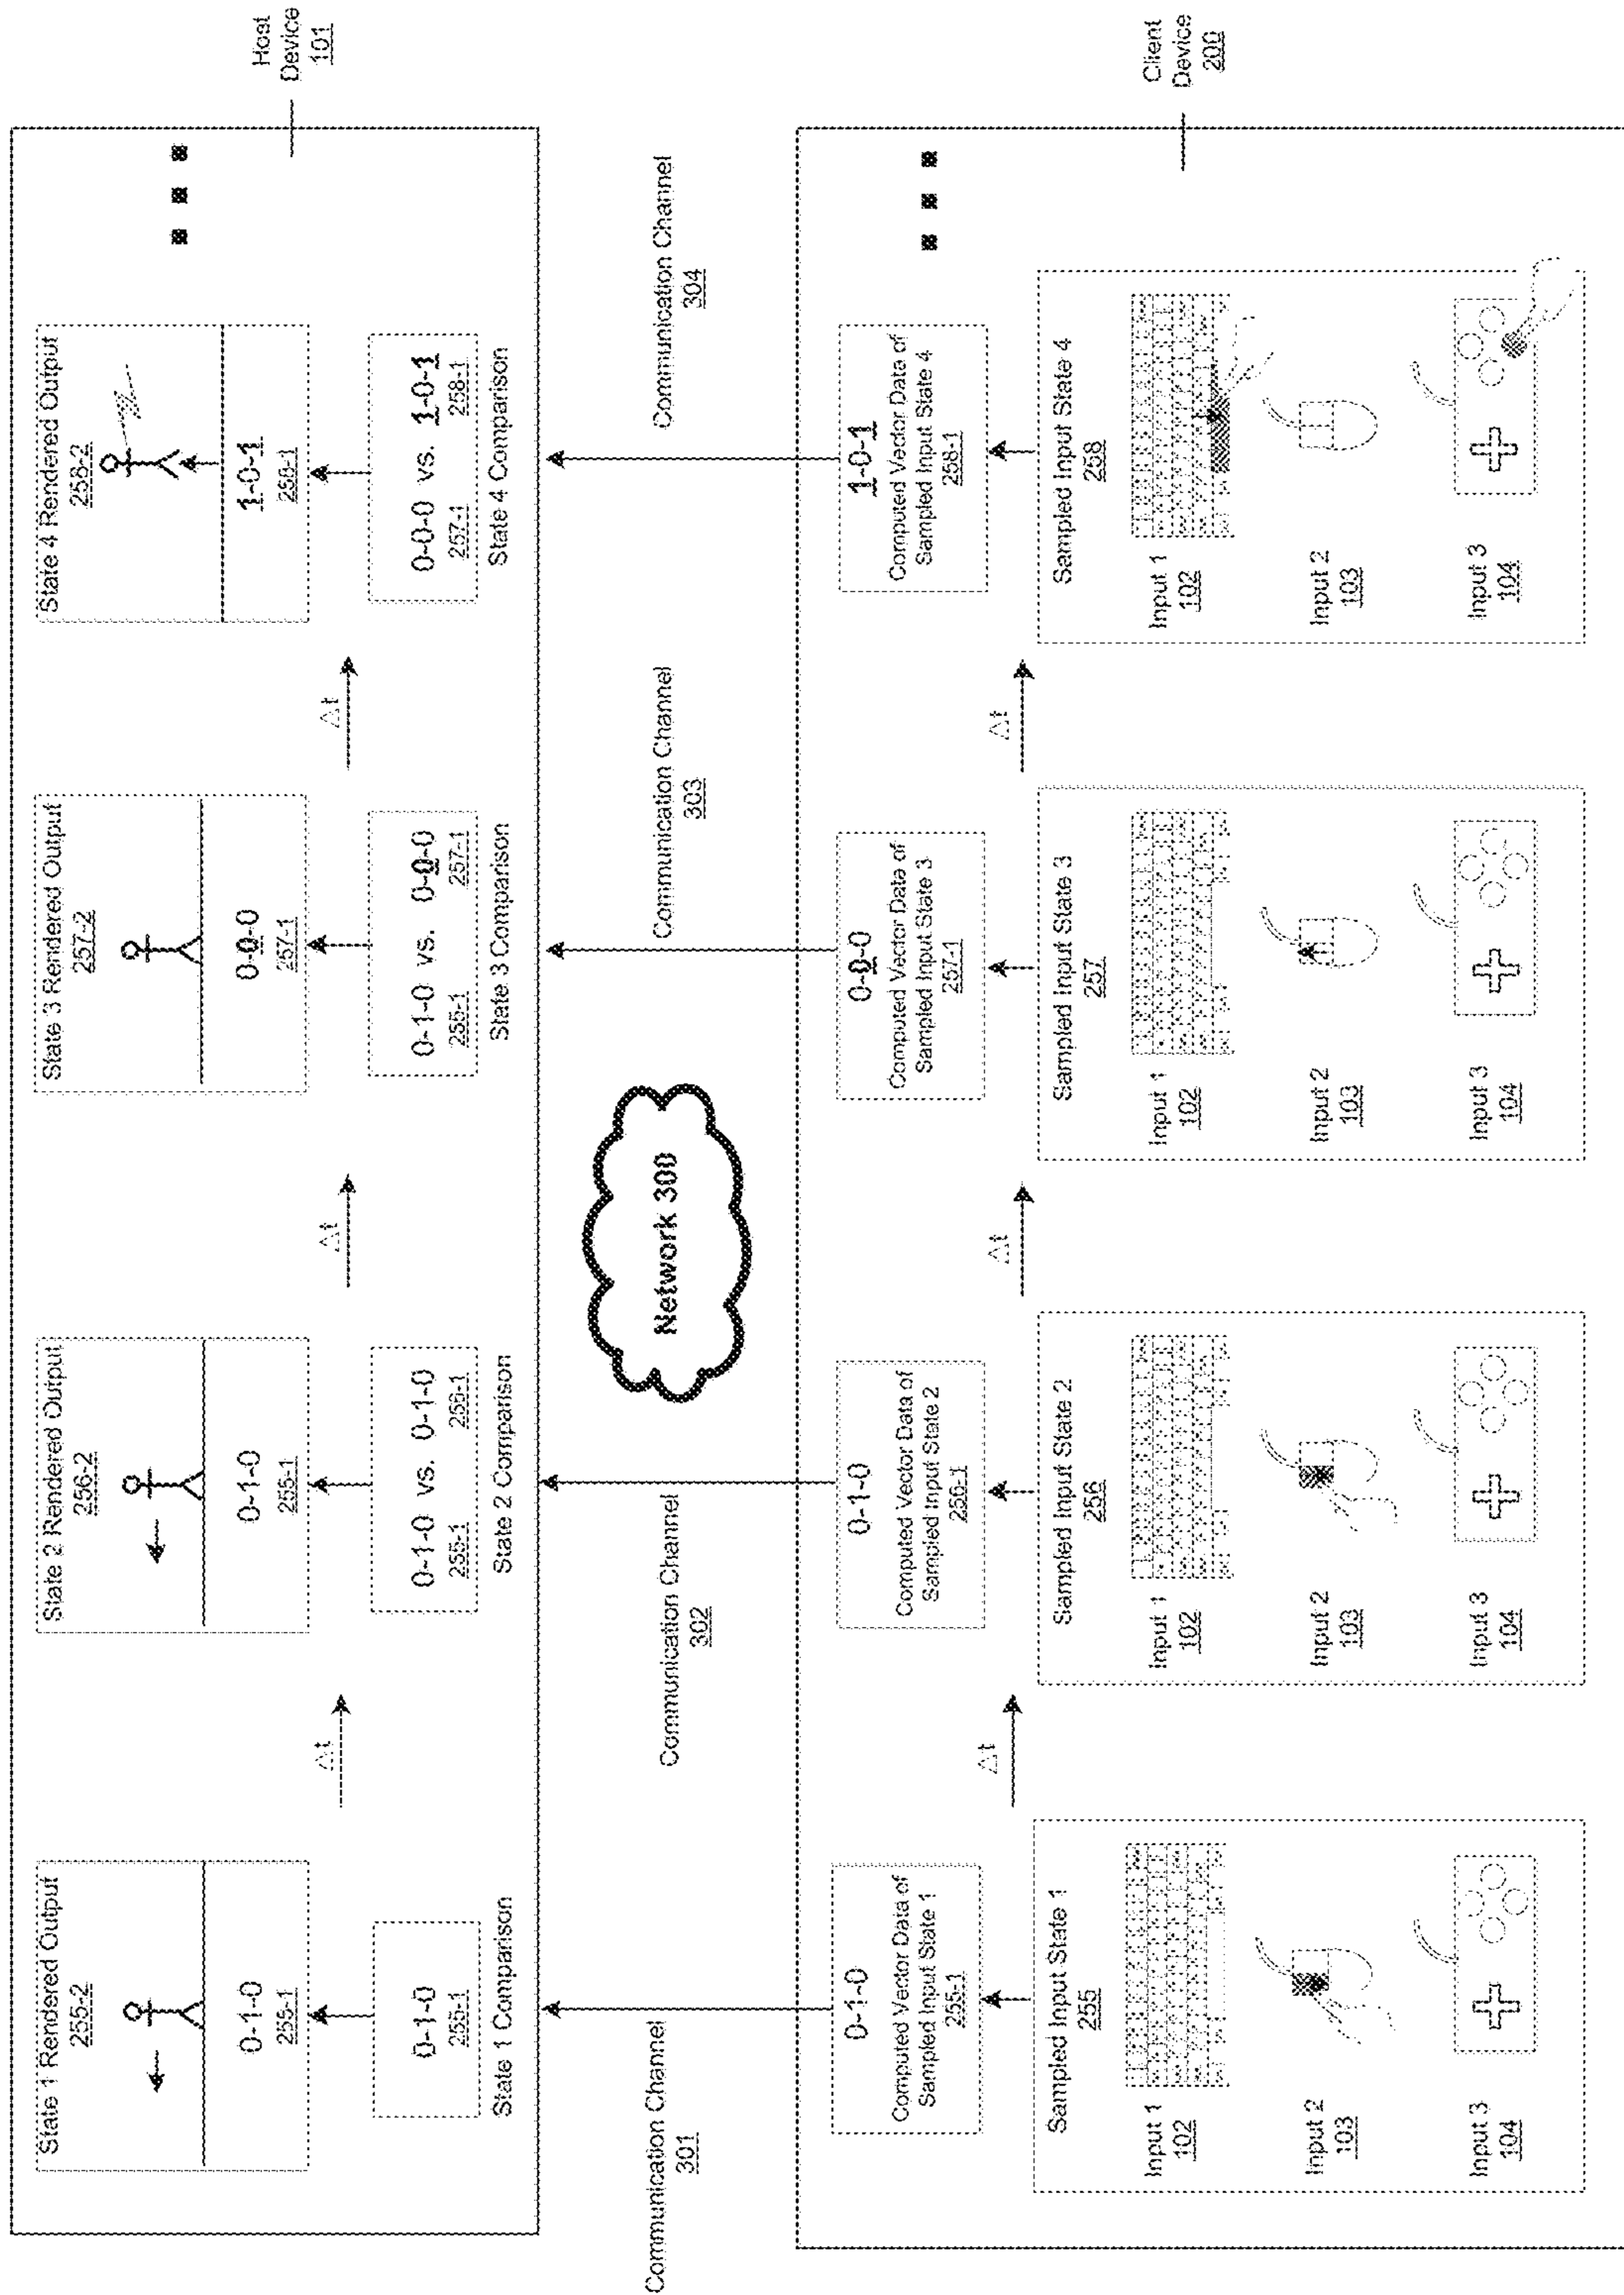 State 1 Rendered Output
255-2
0-1-0
255-1
0-1-0
255-1
State 1 Comparison
Δt
State 2 Rendered Output
256-2
0-1-0
255-1
0-1-0 vs. 0-1-0
255-1 256-1
State 2 Comparison
Δt
State 3 Rendered Output
257-2
0-0-0
257-1
0-1-0 vs. 0-0-0
255-1 257-1
State 3 Comparison
Δt
State 4 Rendered Output
258-2
1-0-1
258-1
0-0-0 vs. 1-0-1
257-1 258-1
State 4 Comparison
Host
Device
101
Communication Channel
301
Communication Channel
302
Network 300
Communication Channel
303
Communication Channel
304
0-1-0
Computed Vector Data of
Sampled Input State 1
255-1
Sampled Input State 1
255
Input 1
102
Input 2
103
Input 3
104
Δt
0-1-0
Computed Vector Data of
Sampled Input State 2
256-1
Sampled Input State 2
256
Input 1
102
Input 2
103
Input 3
104
Δt
0-0-0
Computed Vector Data of
Sampled Input State 3
257-1
Sampled Input State 3
257
Input 1
102
Input 2
103
Input 3
104
Δt
1-0-1
Computed Vector Data of
Sampled Input State 4
258-1
Sampled Input State 4
258
Input 1
102
Input 2
103
Input 3
104
Client
Device
200